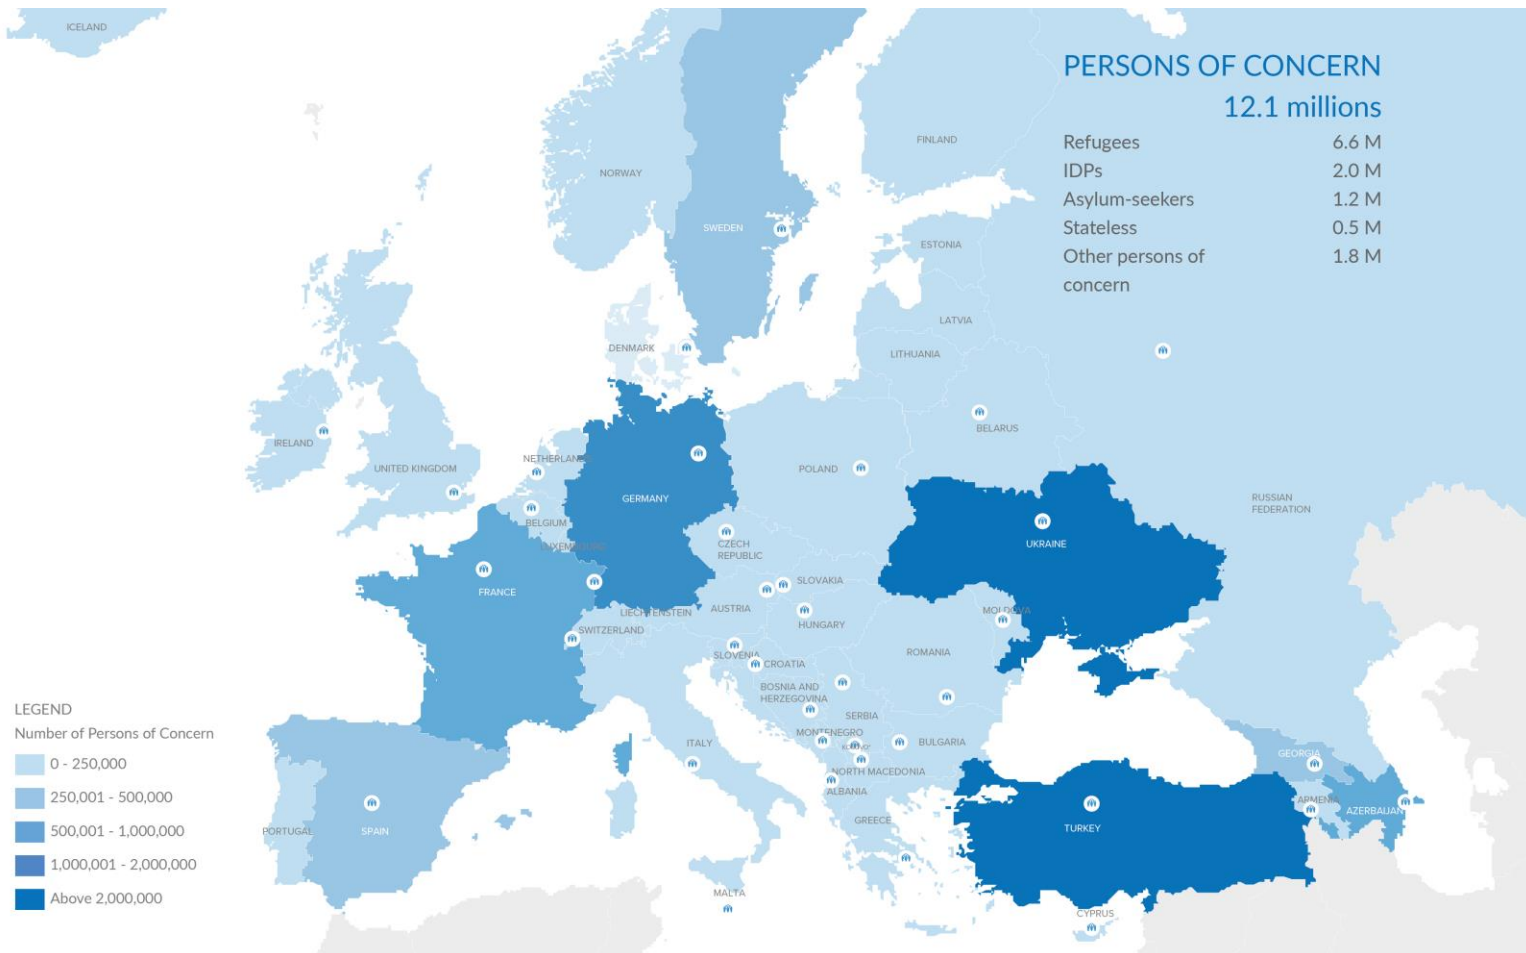 ICELAND
PERSONS OF CONCERN
12.1 millions
Refugees 6.6 M
IDPs 2.0 M
Asylum-seekers 1.2 M
Stateless 0.5 M
Other persons of 1.8 M
concern
FINLAND
NORWAY
SWEDEN
ESTONIA
LATVIA
DENMARK
LITHUANIA
BELARUS
IRELAND
NETHERLANDS
UNITED KINGDOM
POLAND
GERMANY
RUSSIAN
FEDERATION
BELGIUM
LUXEMBOURG
CZECH
REPUBLIC
UKRAINE
FRANCE
SLOVAKIA
AUSTRIA
LIECHTENSTEIN
MOLDOVA
HUNGARY
SWITZERLAND
SLOVENIA
CROATIA
ROMANIA
BOSNIA AND
HERZEGOVINA
SERBIA
MONTENEGRO
ITALY
BULGARIA
GEORGIA
NORTH MACEDONIA
ALBANIA
ARMENIA
AZERBAIJAN
GREECE
PORTUGAL
SPAIN
TURKEY
MALTA
CYPRUS
LEGEND
Number of Persons of Concern
0 - 250,000
250,001 - 500,000
500,001 - 1,000,000
1,000,001 - 2,000,000
Above 2,000,000